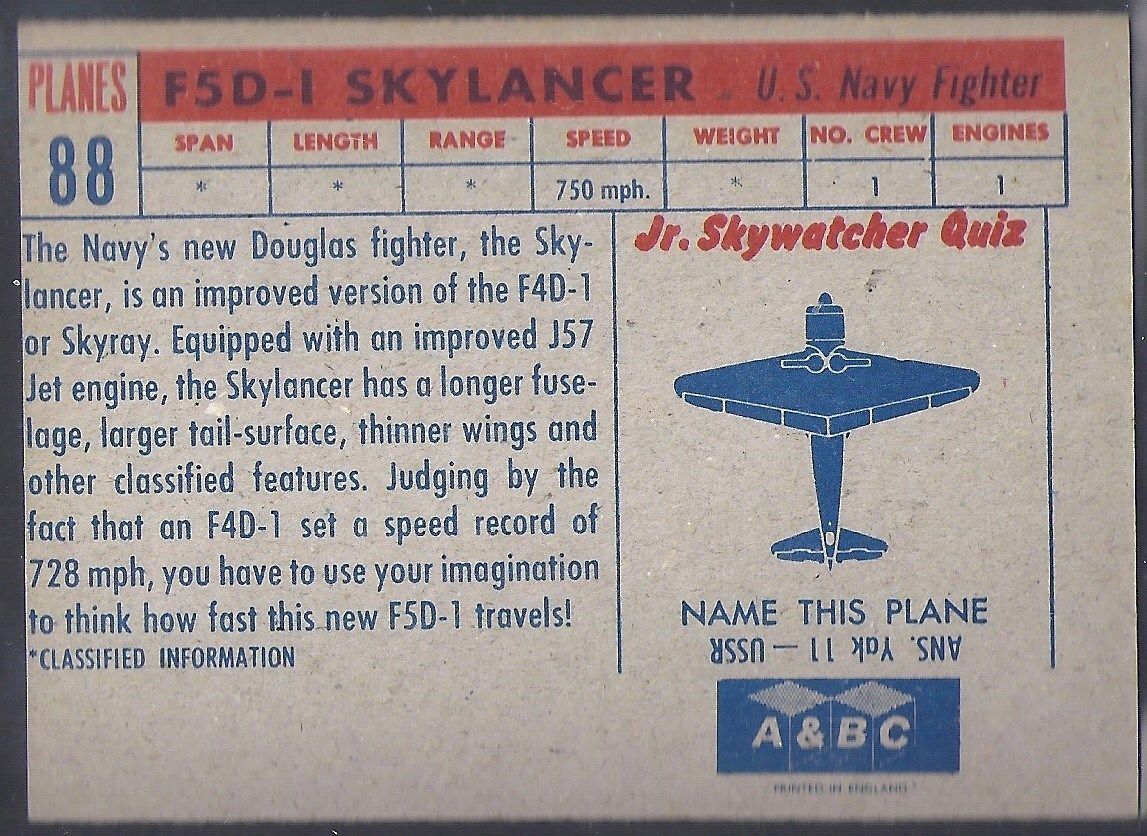 PLANES
88
F5D-1 SKYLANCER - U.S. Navy Fighter
SPAN LENGTH RANGE SPEED WEIGHT NO. CREW ENGINES
* * * 750 mph. * 1 1
The Navy's new Douglas fighter, the Sky-
lancer, is an improved version of the F4D-1
or Skyray. Equipped with an improved J57
Jet engine, the Skylancer has a longer fuse-
lage, larger tail-surface, thinner wings and
other classified features. Judging by the
fact that an F4D-1 set a speed record of
728 mph, you have to use your imagination
to think how fast this new F5D-1 travels!
*CLASSIFIED INFORMATION
Jr. Skywatcher Quiz
NAME THIS PLANE
ANS. Yak 11 — USSR
A & B C
PRINTED IN ENGLAND